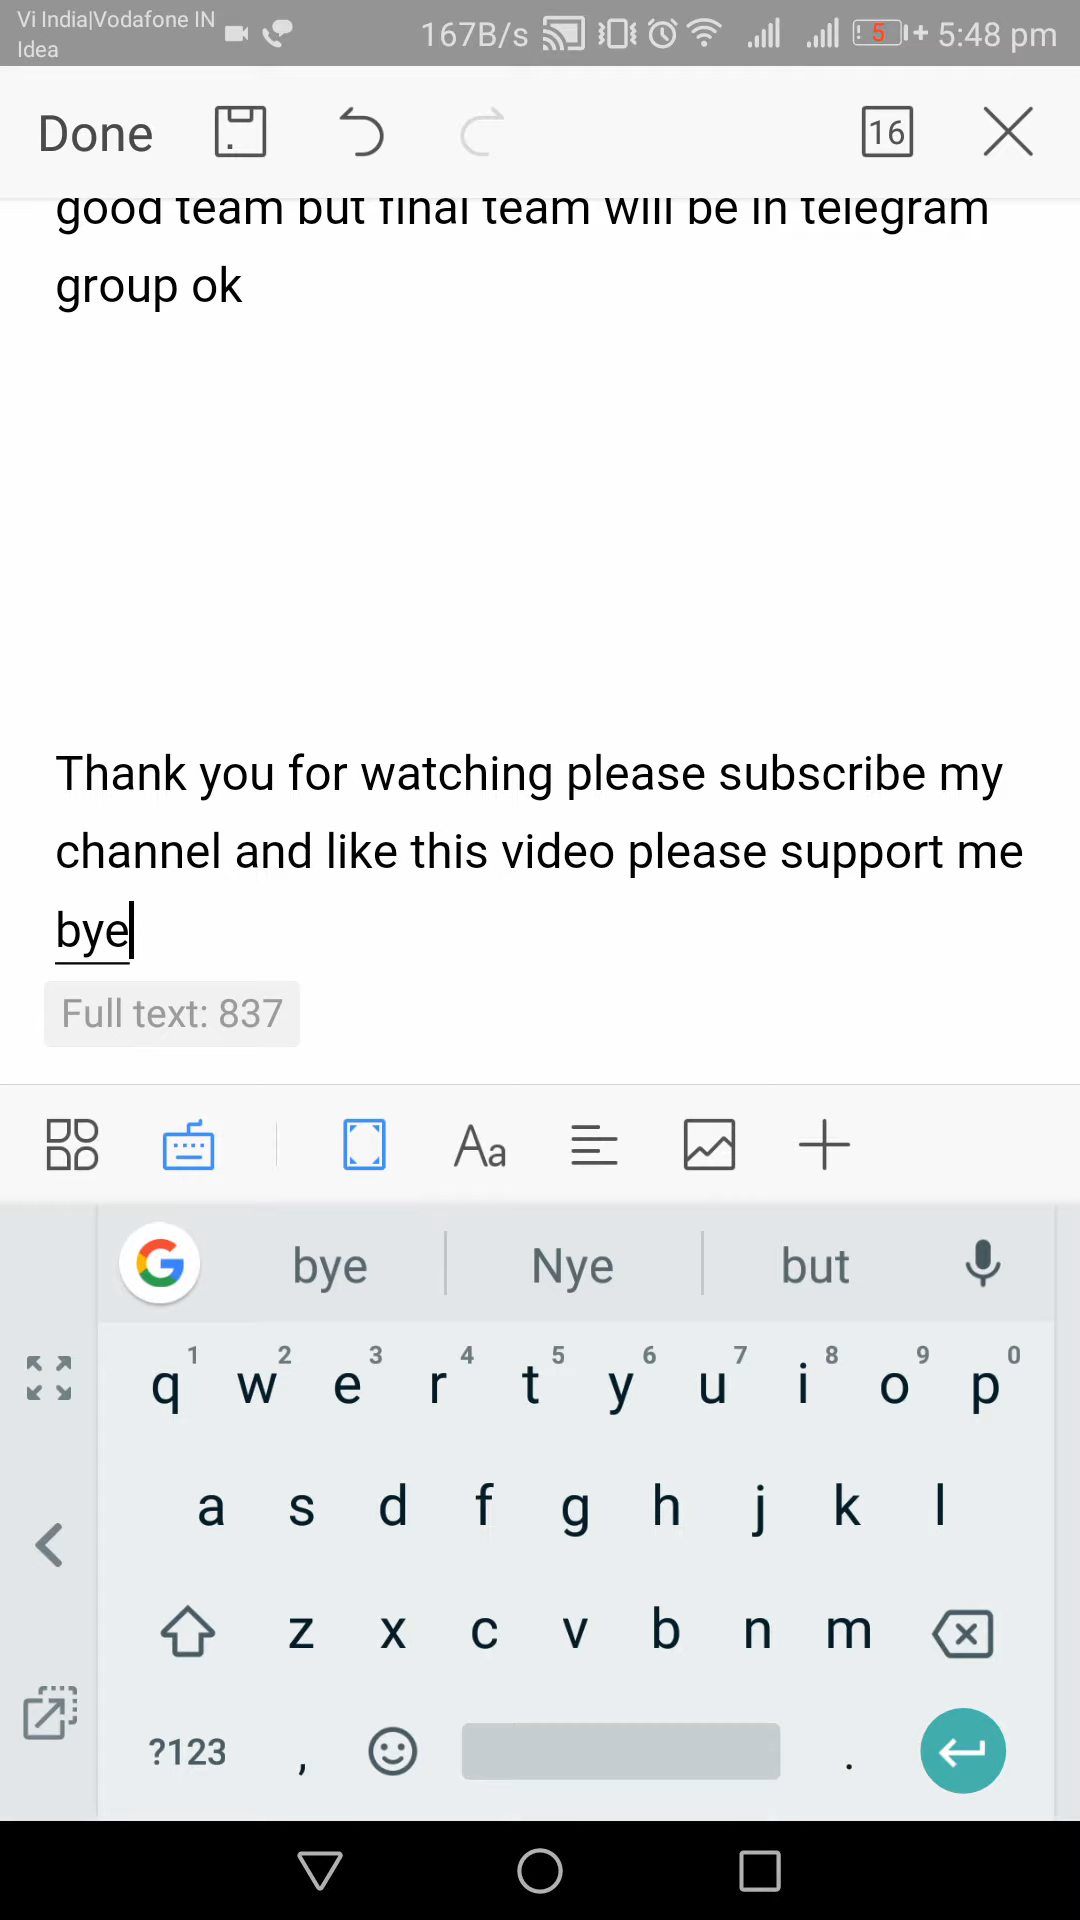 Vi India|Vodafone IN
Idea
167B/s
5
5:48 pm
Done
16
good team but final team will be in telegram
group ok
Thank you for watching please subscribe my
channel and like this video please support me
bye
Full text: 837
Aa
G
bye Nye but
1 2 3 4 5 6 7 8 9 0
q w e r t y u i o p
a s d f g h j k l
z x c v b n m
?123 , .